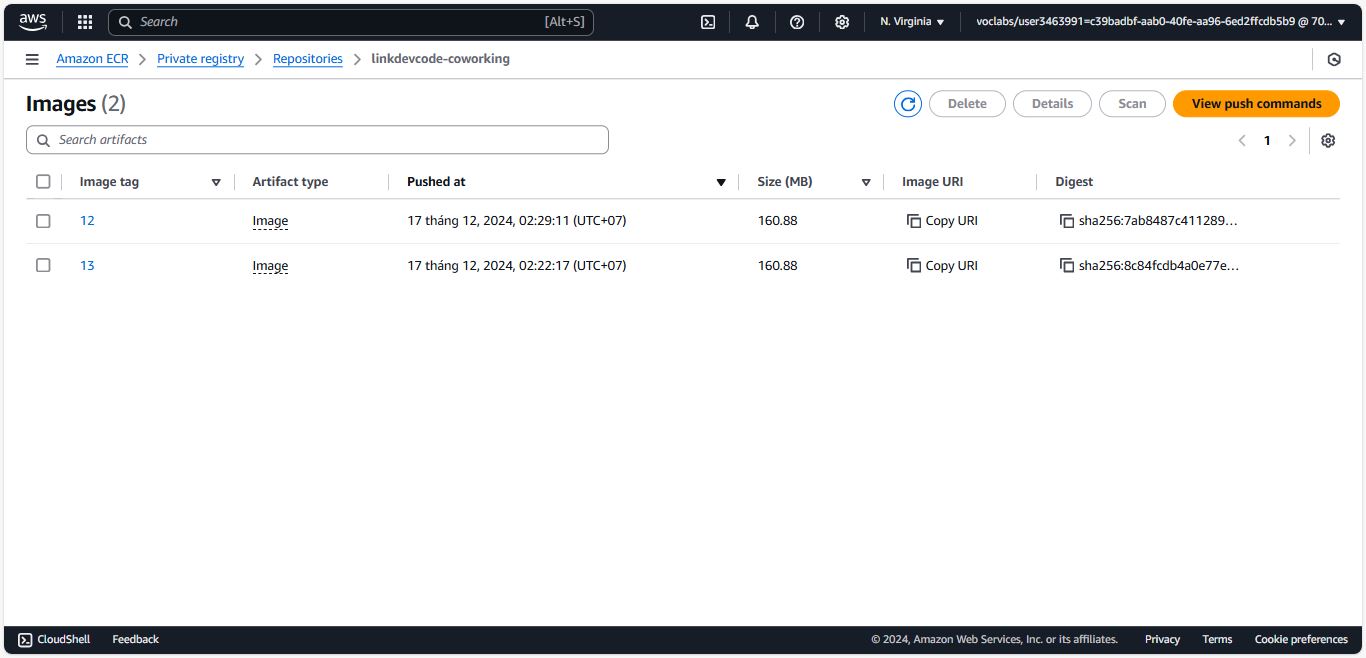 aws Search [Alt+S] N. Virginia voclabs/user3463991=c39badbf-aab0-40fe-aa96-6ed2ffcdb5b9 @ 70...
Amazon ECR Private registry Repositories linkdevcode-coworking
Images (2) Delete Details Scan View push commands
Search artifacts 1
Image tag Artifact type Pushed at Size (MB) Image URI Digest
12 Image 17 tháng 12, 2024, 02:29:11 (UTC+07) 160.88 Copy URI sha256:7ab8487c411289...
13 Image 17 tháng 12, 2024, 02:22:17 (UTC+07) 160.88 Copy URI sha256:8c84fcdb4a0e77e...
CloudShell Feedback © 2024, Amazon Web Services, Inc. or its affiliates. Privacy Terms Cookie preferences